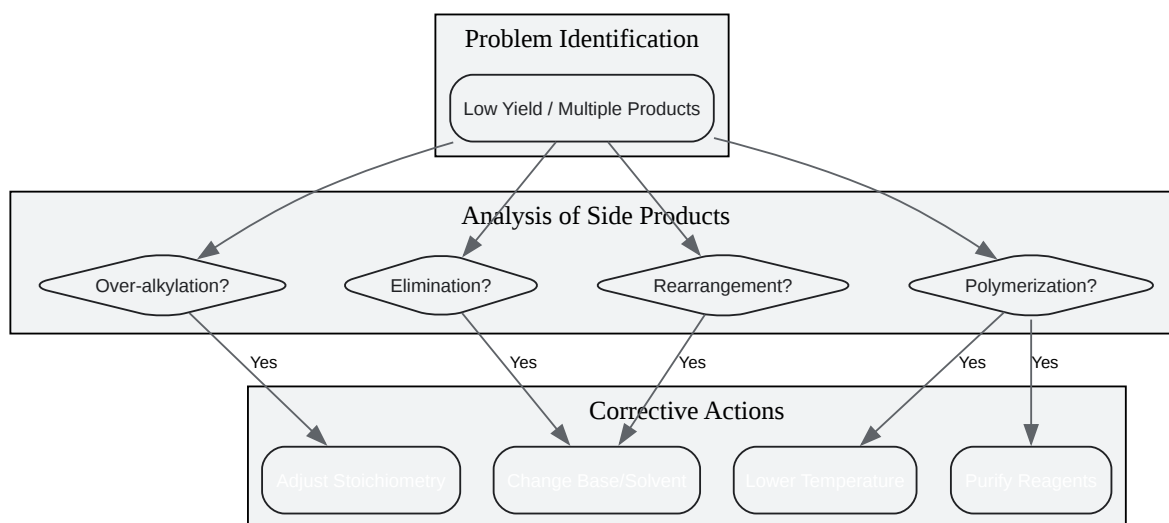 Problem Identification
Low Yield / Multiple Products
Analysis of Side Products
Over-alkylation?
Elimination?
Rearrangement?
Polymerization?
Yes
Yes
Yes
Yes
Yes
Corrective Actions
Adjust Stoichiometry
Change Base/Solvent
Lower Temperature
Purify Reagents